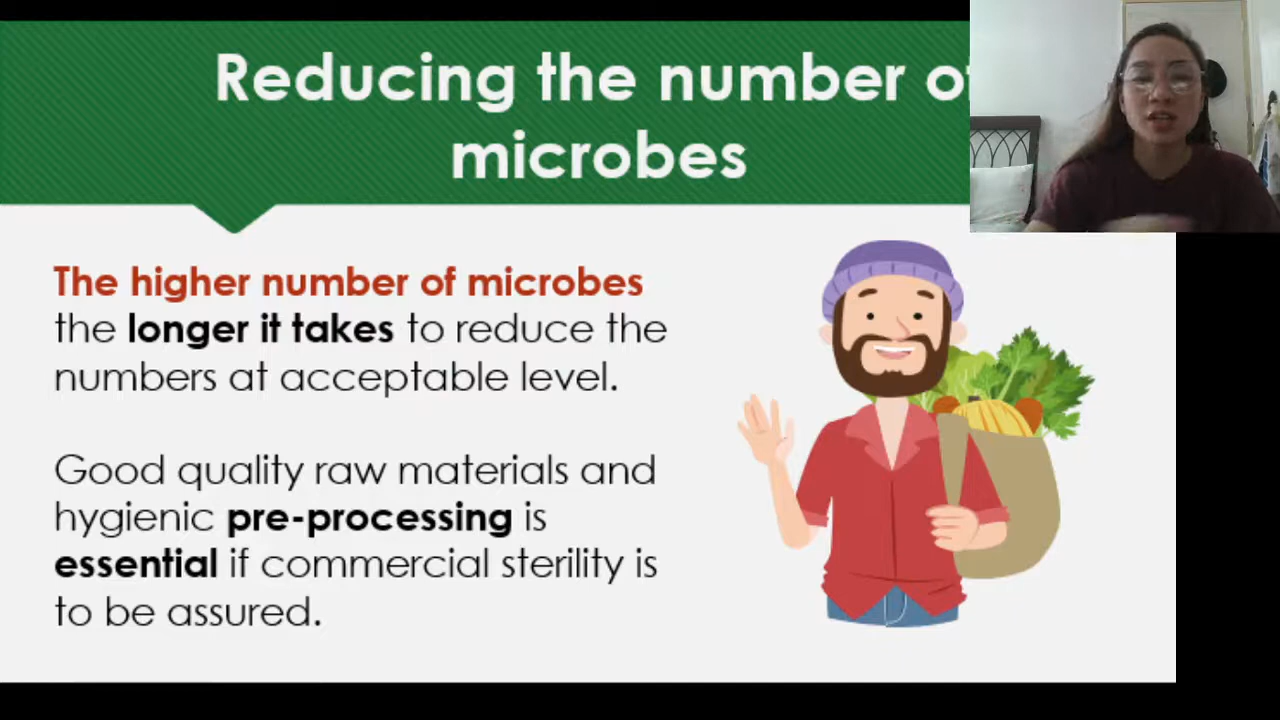 Reducing the number of
microbes
The higher number of microbes
the longer it takes to reduce the
numbers at acceptable level.
Good quality raw materials and
hygienic pre-processing is
essential if commercial sterility is
to be assured.